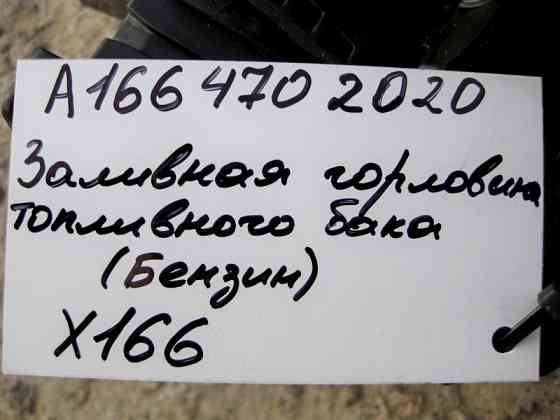 A166 470 2020
Заливная горловина
топливного бака
(Бензин)
X166